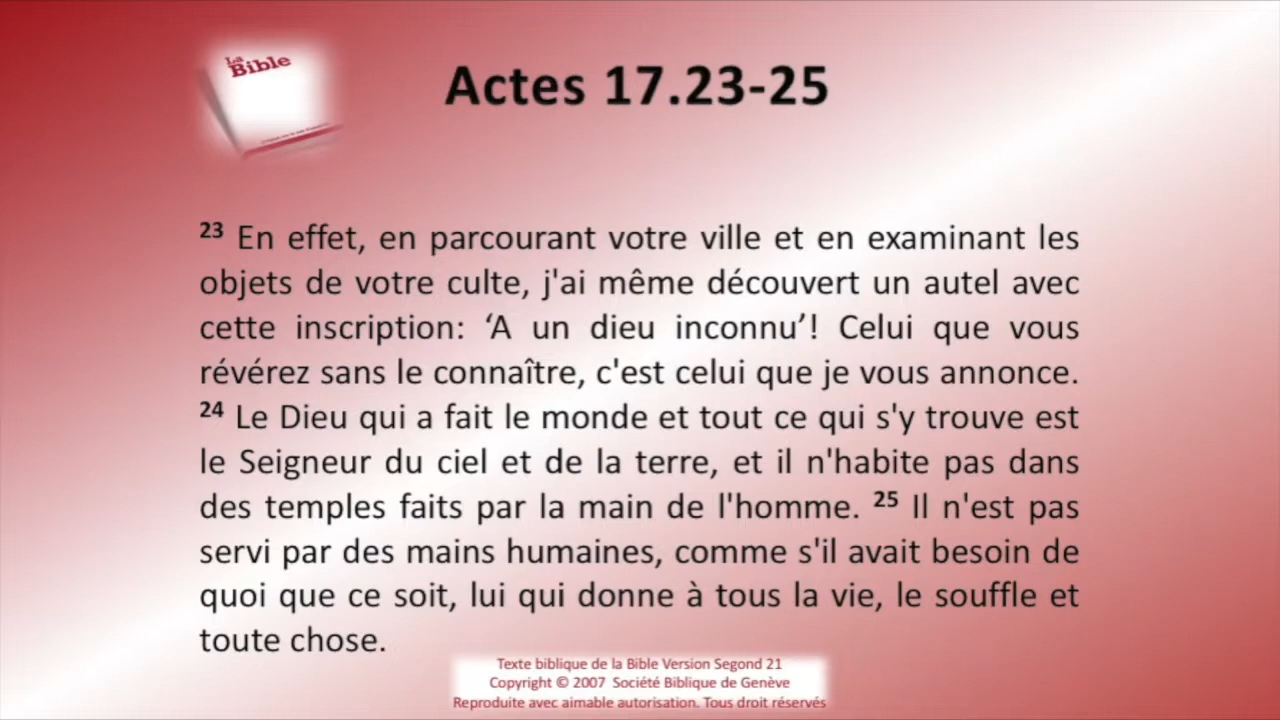 La
Bible
Actes 17.23-25
23 En effet, en parcourant votre ville et en examinant les
objets de votre culte, j'ai même découvert un autel avec
cette inscription: ‘A un dieu inconnu’! Celui que vous
révérez sans le connaître, c'est celui que je vous annonce.
24 Le Dieu qui a fait le monde et tout ce qui s'y trouve est
le Seigneur du ciel et de la terre, et il n'habite pas dans
des temples faits par la main de l'homme. 25 Il n'est pas
servi par des mains humaines, comme s'il avait besoin de
quoi que ce soit, lui qui donne à tous la vie, le souffle et
toute chose.
Texte biblique de la Bible Version Segond 21
Copyright © 2007 Société Biblique de Genève
Reproduite avec aimable autorisation. Tous droit réservés